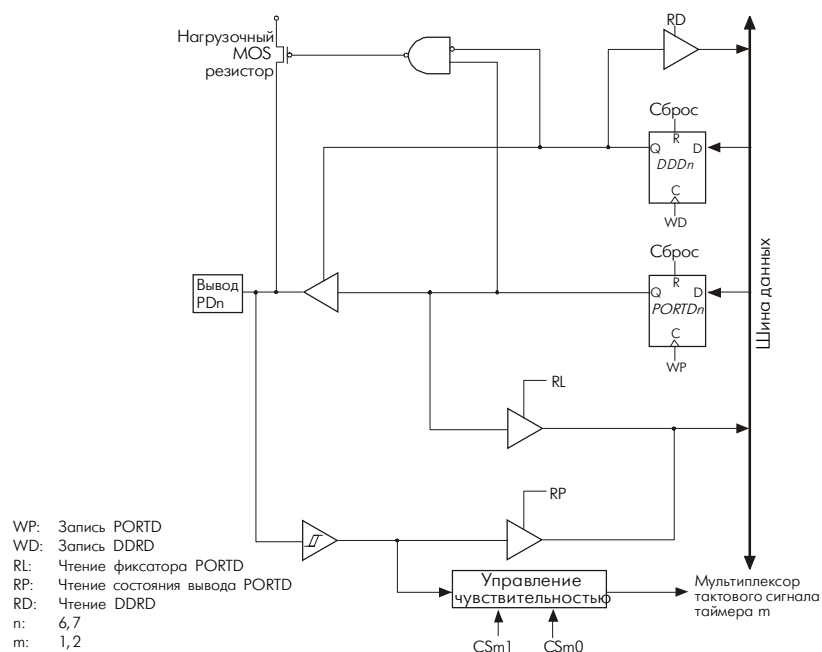 Нагрузочный
MOS
резистор
RD
Сброс
R
Q D
DDDn
C
WD
Сброс
R
Q D
PORTDn
C
WP
Шина данных
Вывод
PDn
RL
RP
Управление
чувствительностью
CSm1 CSm0
Мультиплексор
тактового сигнала
таймера m
WP: Запись PORTD
WD: Запись DDRD
RL: Чтение фиксатора PORTD
RP: Чтение состояния вывода PORTD
RD: Чтение DDRD
n: 6,7
m: 1,2